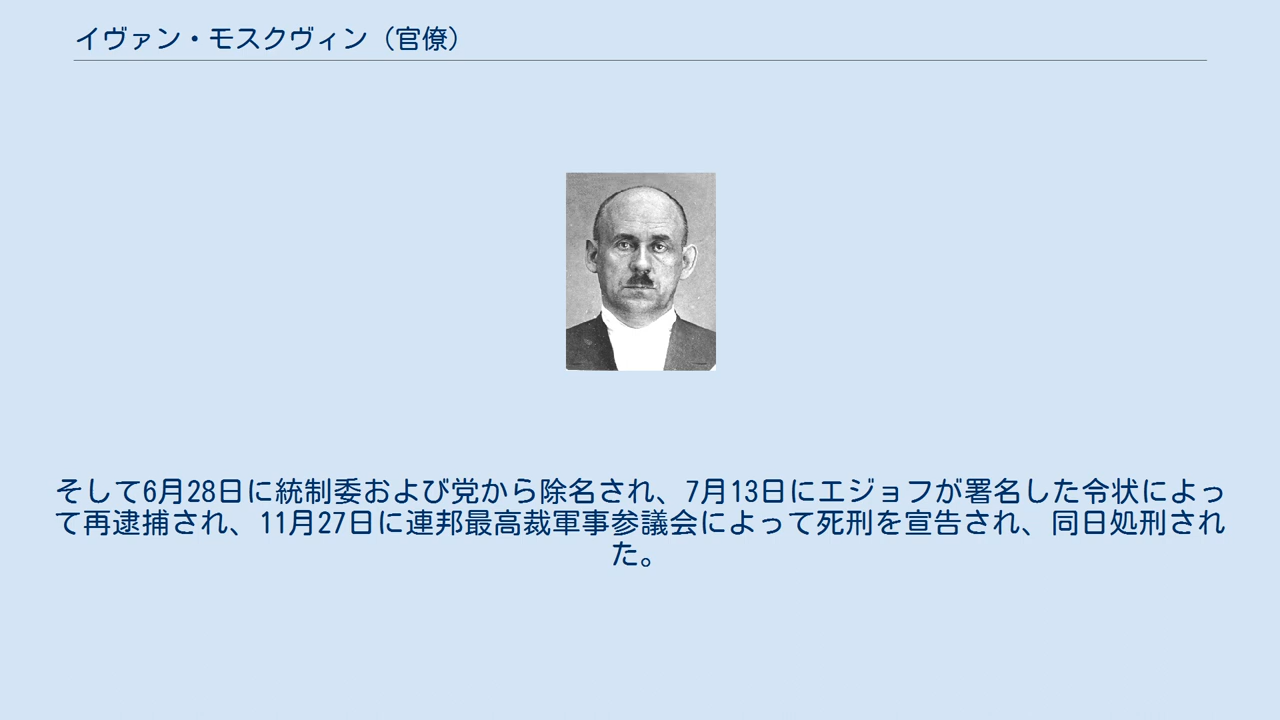 イヴァン・モスクヴィン（官僚）
そして6月28日に統制委および党から除名され、7月13日にエジョフが署名した令状によっ
て再逮捕され、11月27日に連邦最高裁軍事参議会によって死刑を宣告され、同日処刑され
た。